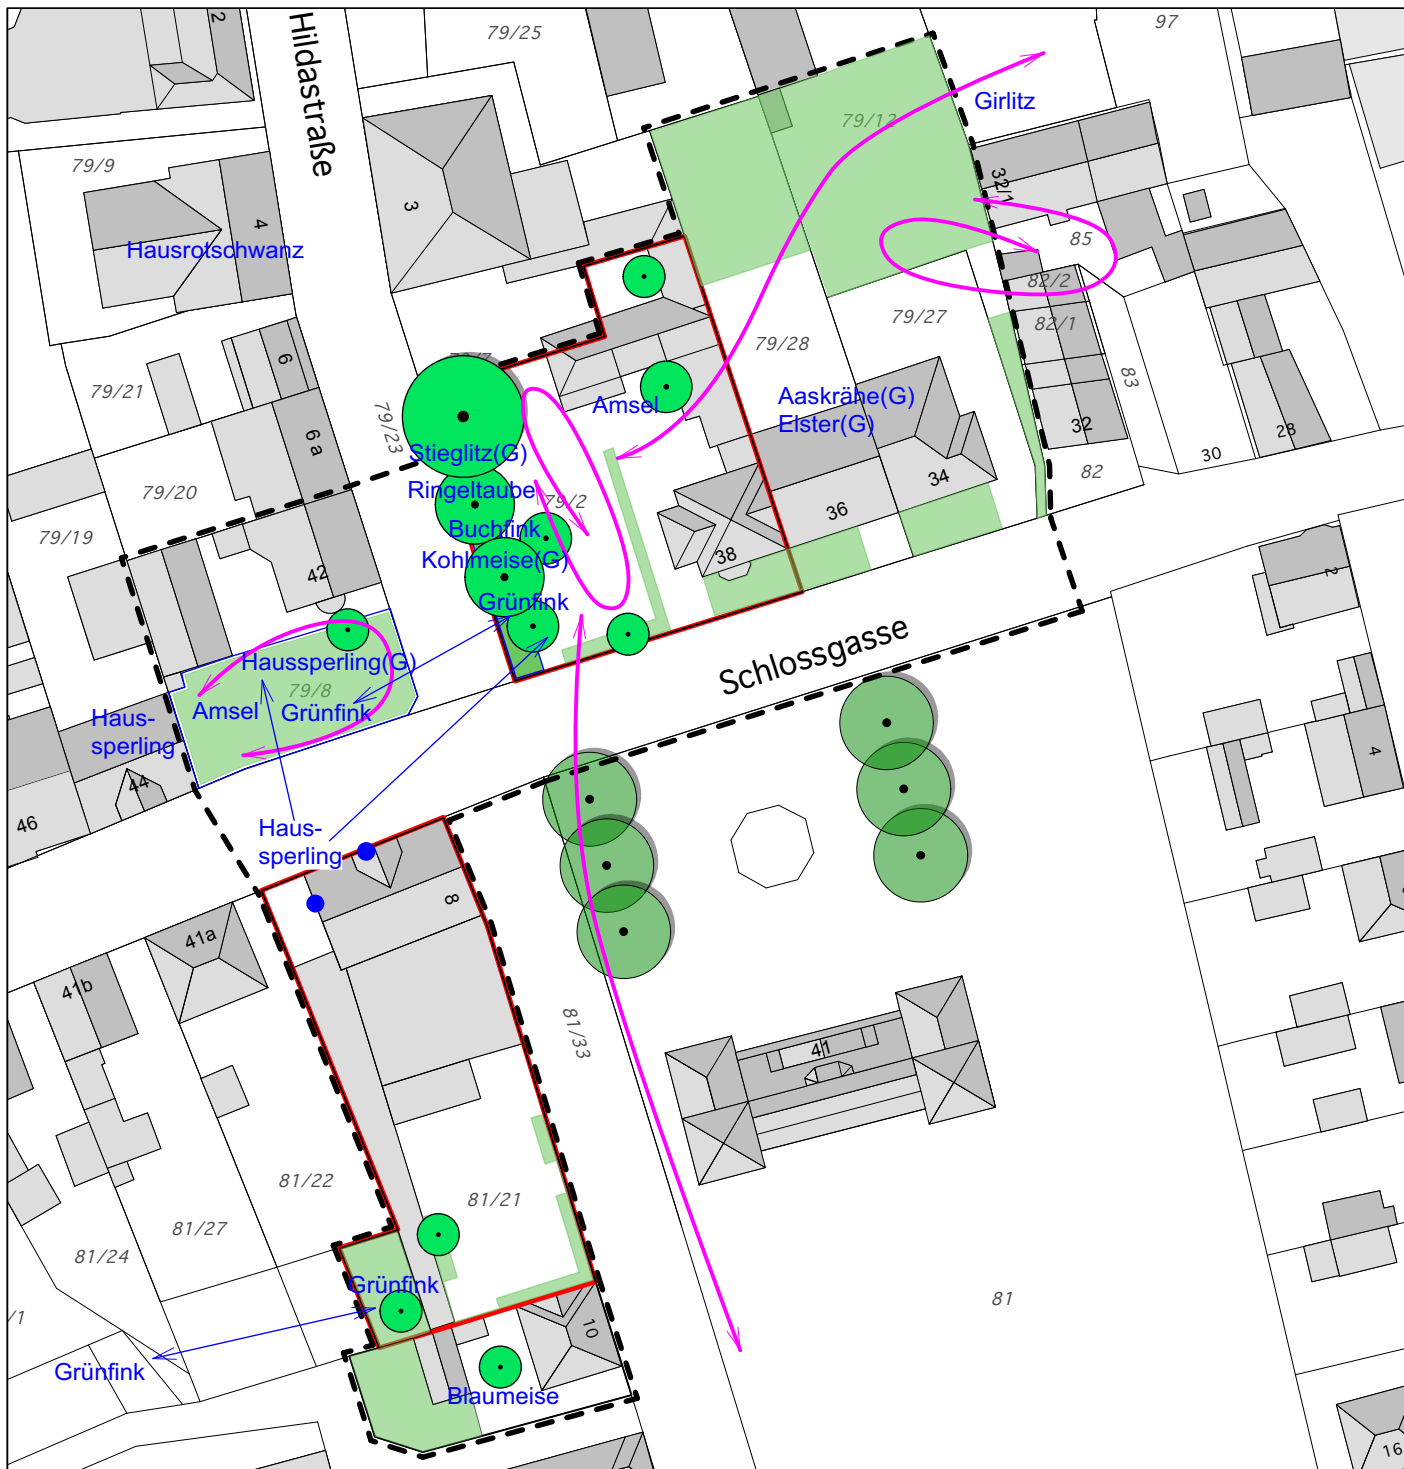 2
79/25
97
Hildastraße
Girlitz
79/12
79/9
3
4
32/1
Hausrotschwanz
85
82/2
79/27
82/1
79/28
6
79/21
83
79/23
6 a
Amsel
Aaskrähe(G)
Elster(G)
32
28
30
Stieglitz(G)
82
79/20
Ringeltaube
79/2
34
36
79/19
Buchfink
Kohlmeise(G)
38
42
2
Grünfink
Schlossgasse
Haussperling(G)
79/8
Amsel
Grünfink
Haus-
sperling
4
44
46
Haus-
sperling
8
41a
41b
81/33
41
81/22
81/21
81/27
81/24
Grünfink
81
/1
10
Grünfink
Blaumeise
16